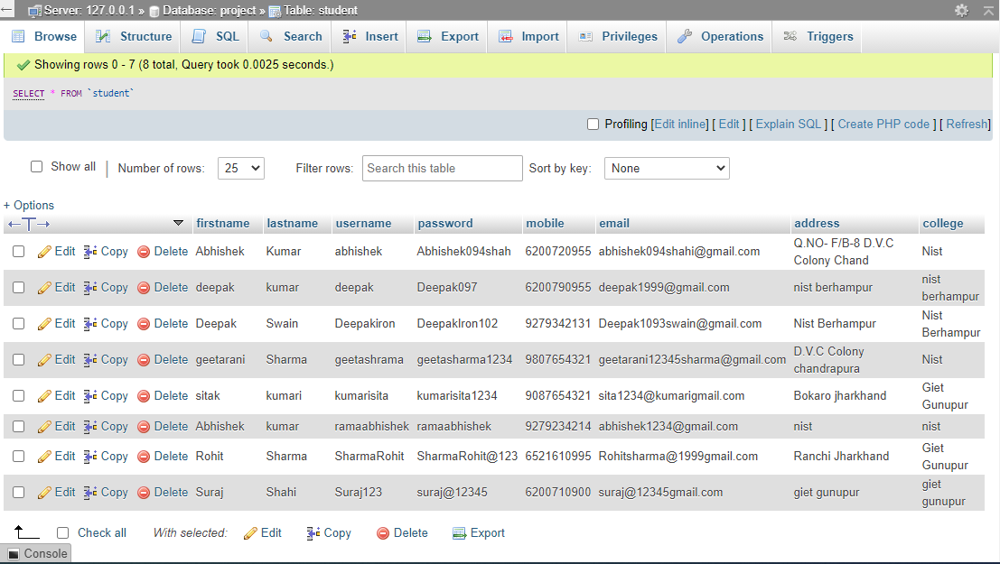 Server: 127.0.0.1 » Database: project » Table: student
Browse Structure SQL Search Insert Export Import Privileges Operations Triggers
Showing rows 0 - 7 (8 total, Query took 0.0025 seconds.)
SELECT * FROM `student`
Profiling [Edit inline] [ Edit ] [ Explain SQL ] [ Create PHP code ] [ Refresh]
Show all | Number of rows: 25 Filter rows: Search this table Sort by key: None
+ Options
firstname lastname username password mobile email address college
Edit Copy Delete Abhishek Kumar abhishek Abhishek094shah 6200720955 abhishek094shahi@gmail.com Q.NO- F/B-8 D.V.C Nist
Colony Chand
Edit Copy Delete deepak kumar deepak Deepak097 6200790955 deepak1999@gmail.com nist berhampur nist
berhampur
Edit Copy Delete Deepak Swain Deepakiron DeepakIron102 9279342131 Deepak1093swain@gmail.com Nist Berhampur Nist
Berhampur
Edit Copy Delete geetarani Sharma geetashrama geetasharma1234 9807654321 geetarani12345sharma@gmail.com D.V.C Colony Nist
chandrapura
Edit Copy Delete sitak kumari kumarisita kumarisita1234 9087654321 sita1234@kumarigmail.com Bokaro jharkhand Giet
Gunupur
Edit Copy Delete Abhishek kumar ramaabhishek ramaabhishek 9279234214 abhishek1234@gmail.com nist nist
Edit Copy Delete Rohit Sharma SharmaRohit SharmaRohit@123 6521610995 Rohitsharma@1999gmail.com Ranchi Jharkhand Giet
Gunupur
Edit Copy Delete Suraj Shahi Suraj123 suraj@12345 6200710900 suraj@12345gmail.com giet gunupur giet
gunupur
Check all With selected: Edit Copy Delete Export
Console